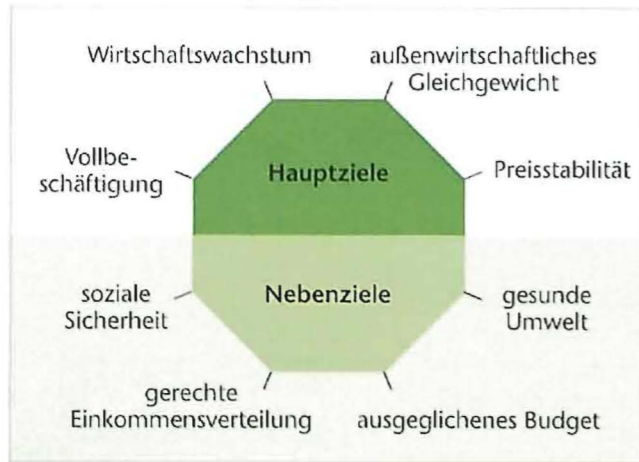 Wirtschaftswachstum
außenwirtschaftliches
Gleichgewicht
Vollbe-
schäftigung
Hauptziele
Preisstabilität
soziale
Sicherheit
Nebenziele
gesunde
Umwelt
gerechte
Einkommensverteilung
ausgeglichenes Budget